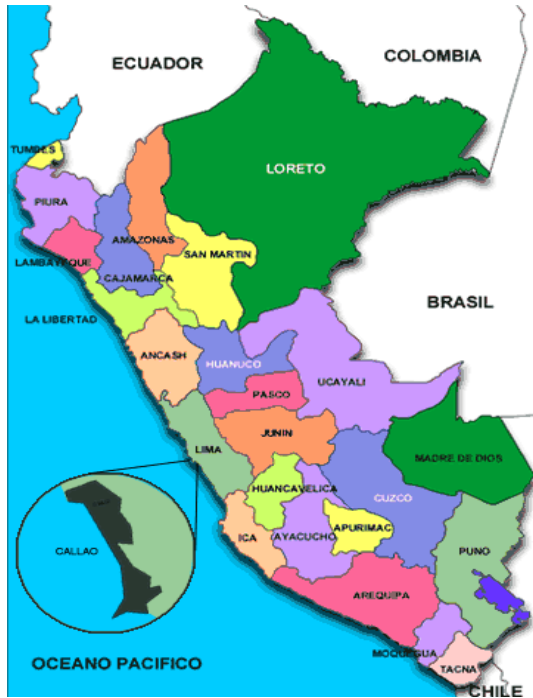 COLOMBIA
ECUADOR
TUMBES
LORETO
PIURA
AMAZONAS
SAN MARTIN
LAMBAYEQUE
CAJAMARCA
BRASIL
LA LIBERTAD
ANCASH
HUANUCO
UCAYALI
PASCO
JUNIN
LIMA
MADRE DE DIOS
HUANCAVELICA
CUZCO
APURIMAC
ICA
AYACUCHO
CALLAO
PUNO
AREQUIPA
MOQUEGUA
OCEANO PACIFICO
TACNA
CHILE